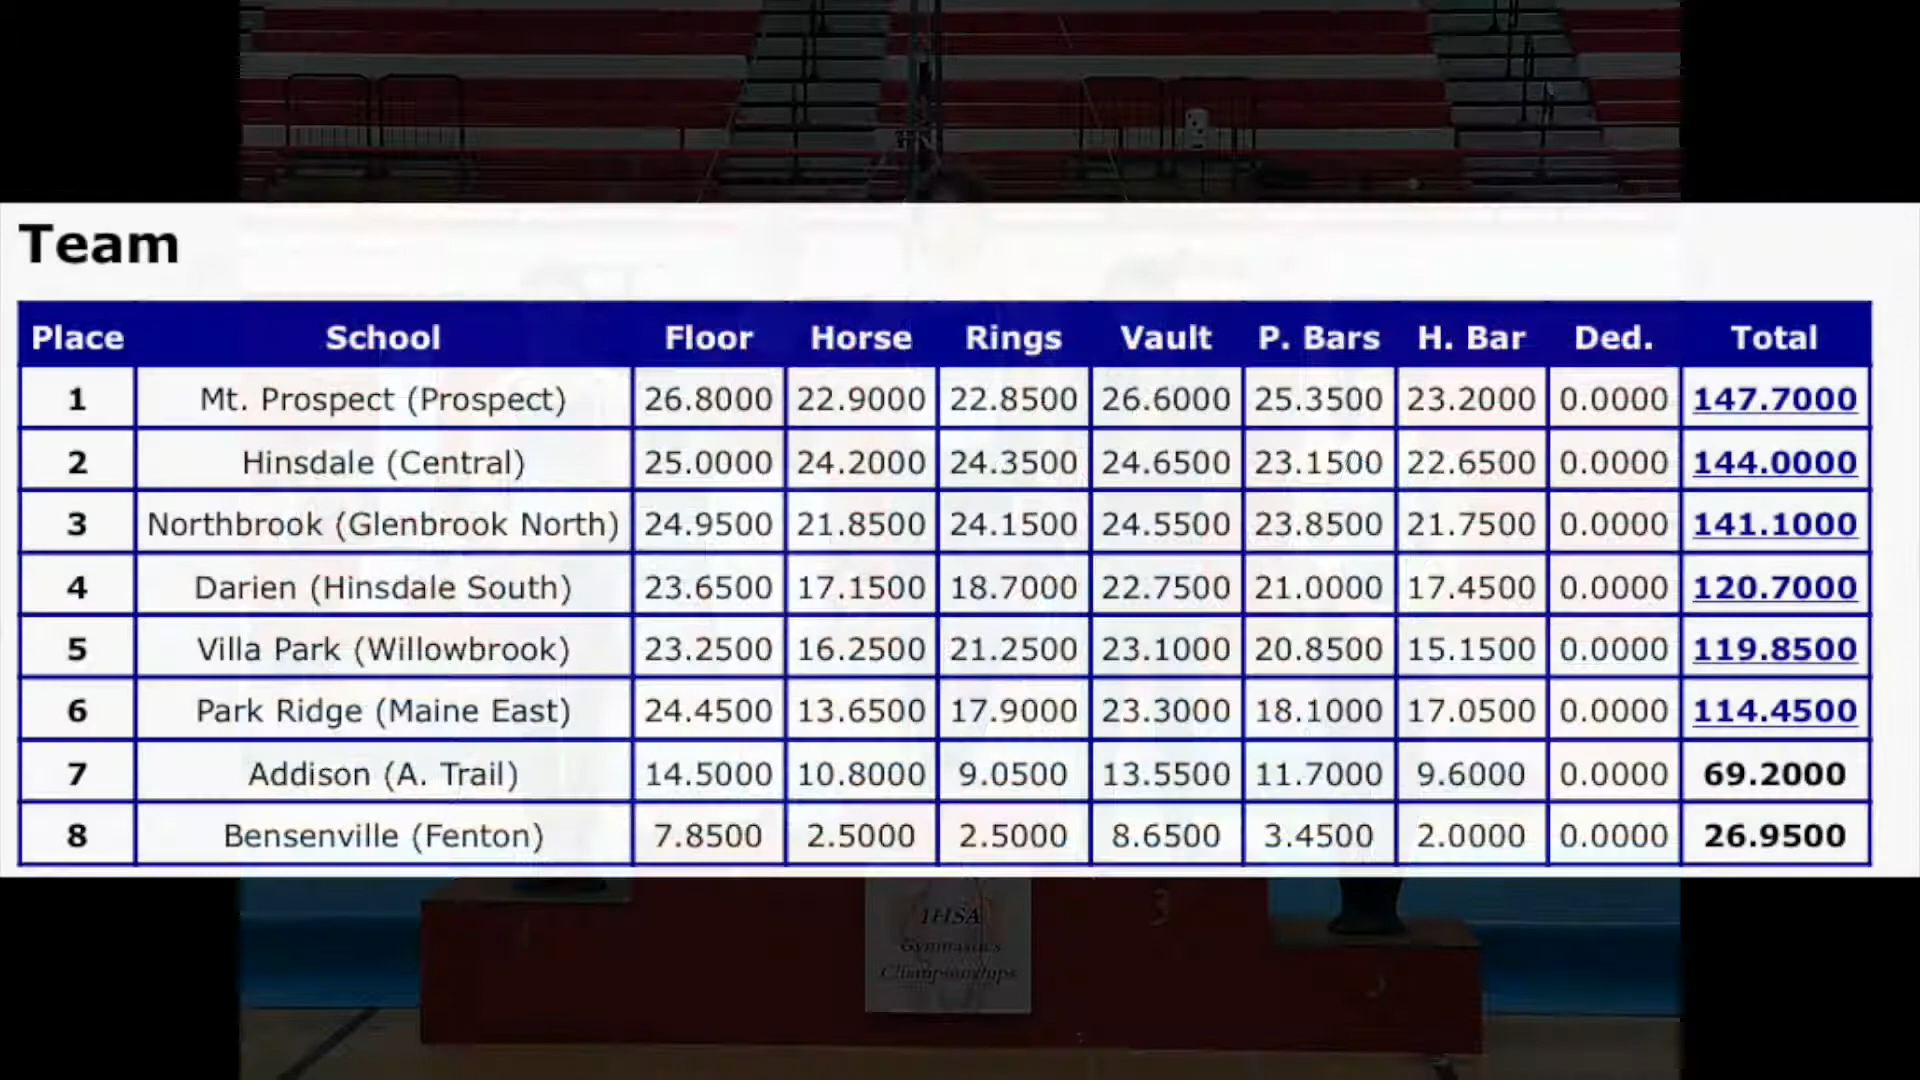 Team
Place School Floor Horse Rings Vault P. Bars H. Bar Ded. Total
1 Mt. Prospect (Prospect) 26.8000 22.9000 22.8500 26.6000 25.3500 23.2000 0.0000 147.7000
2 Hinsdale (Central) 25.0000 24.2000 24.3500 24.6500 23.1500 22.6500 0.0000 144.0000
3 Northbrook (Glenbrook North) 24.9500 21.8500 24.1500 24.5500 23.8500 21.7500 0.0000 141.1000
4 Darien (Hinsdale South) 23.6500 17.1500 18.7000 22.7500 21.0000 17.4500 0.0000 120.7000
5 Villa Park (Willowbrook) 23.2500 16.2500 21.2500 23.1000 20.8500 15.1500 0.0000 119.8500
6 Park Ridge (Maine East) 24.4500 13.6500 17.9000 23.3000 18.1000 17.0500 0.0000 114.4500
7 Addison (A. Trail) 14.5000 10.8000 9.0500 13.5500 11.7000 9.6000 0.0000 69.2000
8 Bensenville (Fenton) 7.8500 2.5000 2.5000 8.6500 3.4500 2.0000 0.0000 26.9500
3
IHSA
Gymnastics
Championships